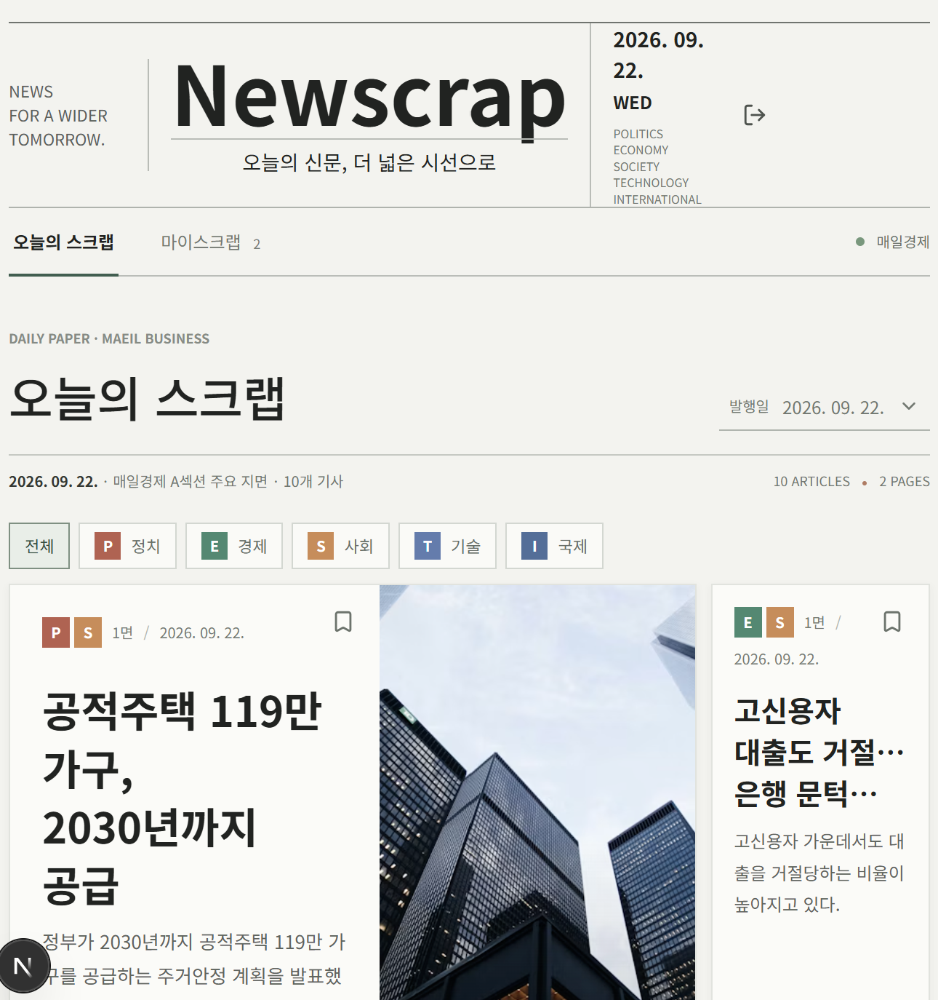 NEWS
FOR A WIDER
TOMORROW.
Newscrap
오늘의 신문, 더 넓은 시선으로
2026. 09.
22.
WED
POLITICS
ECONOMY
SOCIETY
TECHNOLOGY
INTERNATIONAL
오늘의 스크랩
마이스크랩 2
매일경제
DAILY PAPER · MAEIL BUSINESS
오늘의 스크랩
발행일 2026. 09. 22.
2026. 09. 22. · 매일경제 A섹션 주요 지면 · 10개 기사
10 ARTICLES • 2 PAGES
전체
P 정치
E 경제
S 사회
T 기술
I 국제
P S 1면 / 2026. 09. 22.
공적주택 119만
가구,
2030년까지
공급
정부가 2030년까지 공적주택 119만 가
구를 공급하는 주거안정 계획을 발표했
E S 1면 /
2026. 09. 22.
고신용자
대출도 거절…
은행 문턱…
고신용자 가운데서도 대
출을 거절당하는 비율이
높아지고 있다.
N